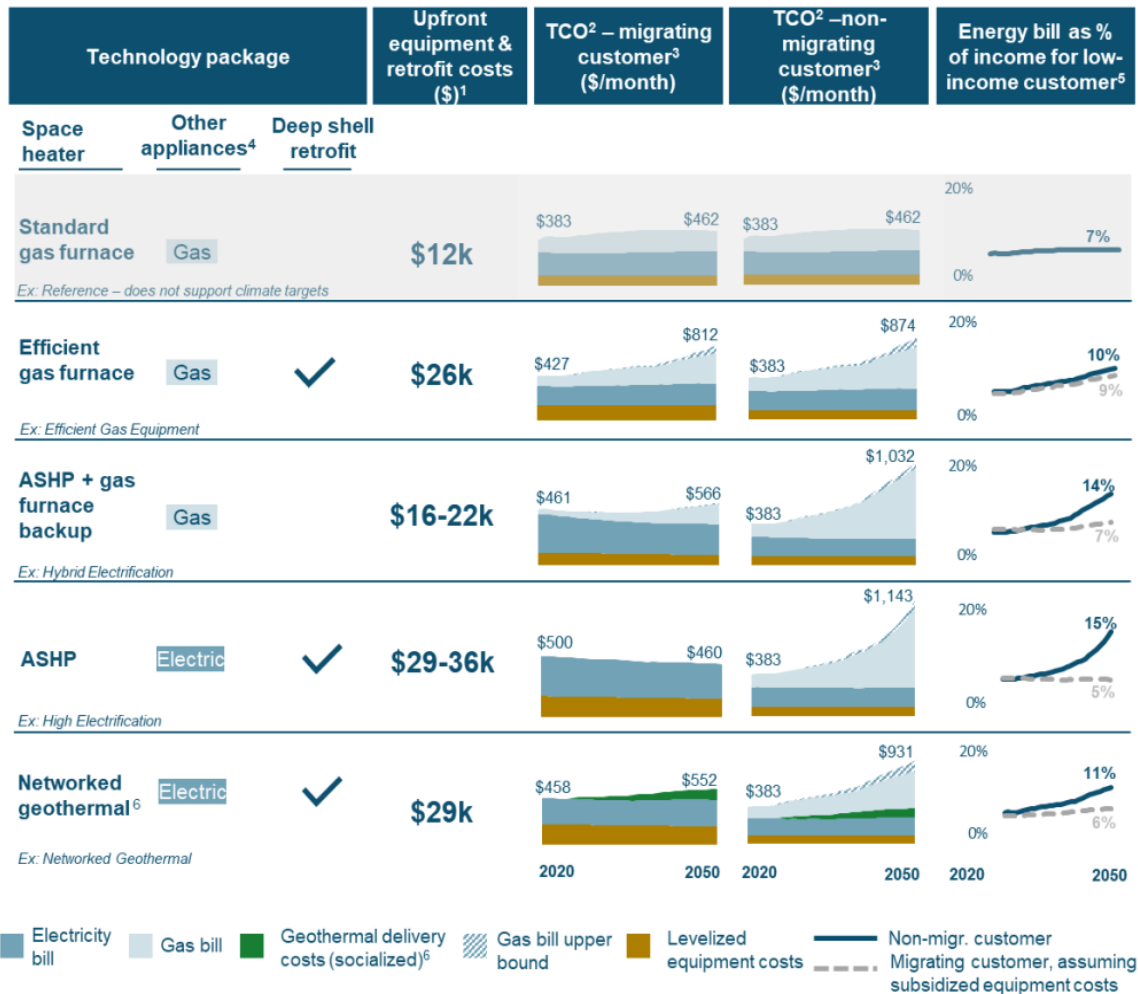 Technology package
Upfront
equipment &
retrofit costs
($)1
TCO2 – migrating
customer3
($/month)
TCO2 –non-
migrating
customer3
($/month)
Energy bill as %
of income for low-
income customer5
Space
heater
Other
appliances4
Deep shell
retrofit
Standard
gas furnace
Gas
$12k
$383
$462
$383
$462
20%
7%
0%
Ex: Reference – does not support climate targets
Efficient
gas furnace
Gas
$26k
$427
$812
$383
$874
20%
10%
9%
0%
Ex: Efficient Gas Equipment
ASHP + gas
furnace
backup
Gas
$16-22k
$461
$566
$383
$1,032
20%
14%
7%
0%
Ex: Hybrid Electrification
ASHP
Electric
$29-36k
$500
$460
$383
$1,143
20%
15%
5%
0%
Ex: High Electrification
Networked
geothermal6
Electric
$29k
$458
$552
$383
$931
20%
11%
6%
0%
Ex: Networked Geothermal
2020
2050
2020
2050
2020
2050
Electricity
bill
Gas bill
Geothermal delivery
costs (socialized)6
Gas bill upper
bound
Levelized
equipment costs
Non-migr. customer
Migrating customer, assuming
subsidized equipment costs